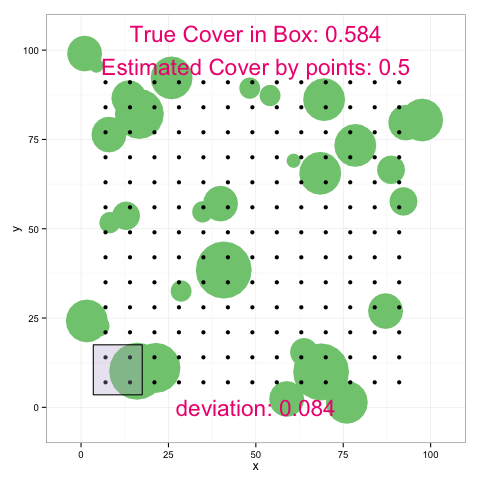 True Cover in Box: 0.584
100
Estimated Cover by points: 0.5
75
y
50
25
deviation: 0.084
0
0 25 50 75 100
x